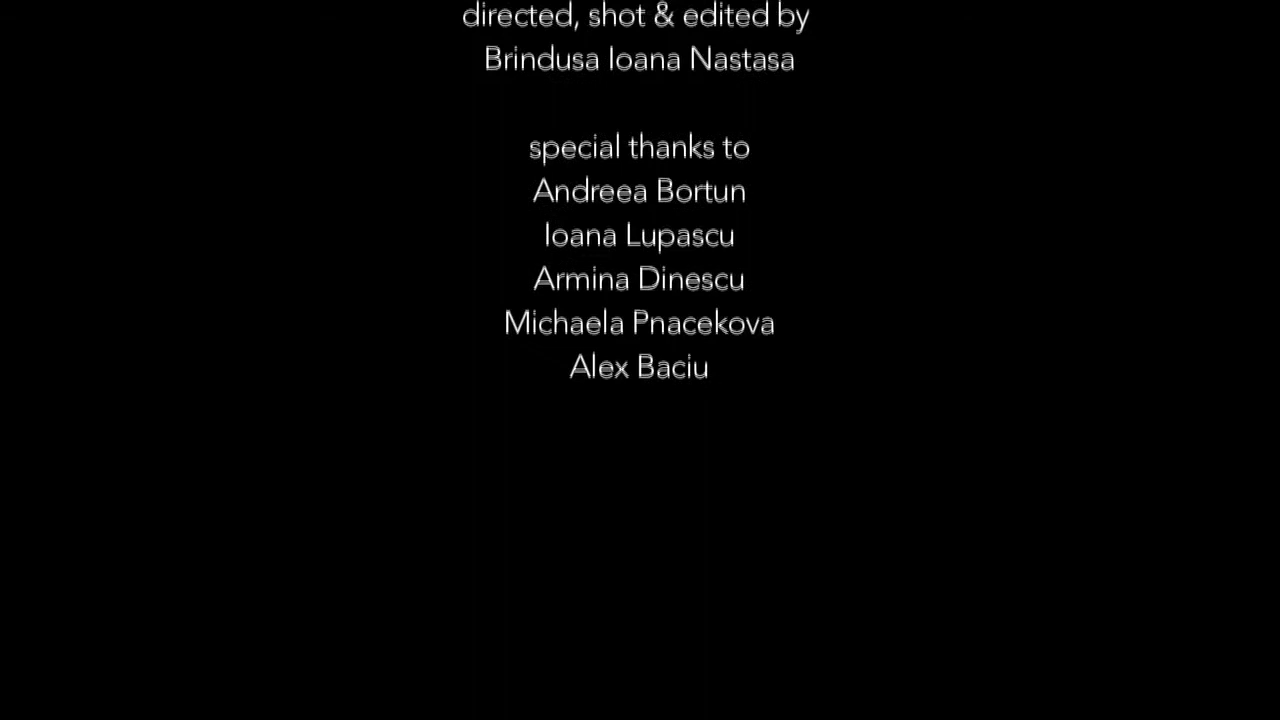 directed, shot & edited by
Brindusa Ioana Nastasa
special thanks to
Andreea Bortun
Ioana Lupascu
Armina Dinescu
Michaela Pnacekova
Alex Baciu